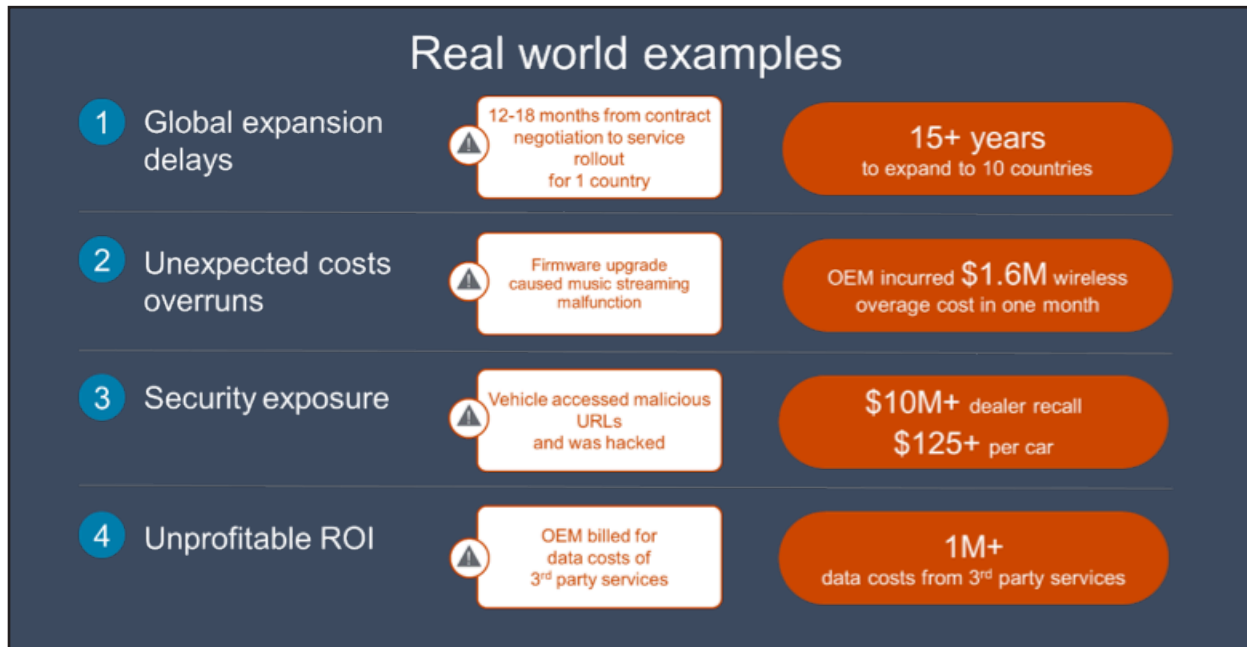 Real world examples
1
Global expansion
delays
12-18 months from contract
negotiation to service
rollout
for 1 country
15+ years
to expand to 10 countries
2
Unexpected costs
overruns
Firmware upgrade
caused music streaming
malfunction
OEM incurred $1.6M wireless
overage cost in one month
3
Security exposure
Vehicle accessed malicious
URLs
and was hacked
$10M+ dealer recall
$125+ per car
4
Unprofitable ROI
OEM billed for
data costs of
3rd party services
1M+
data costs from 3rd party services